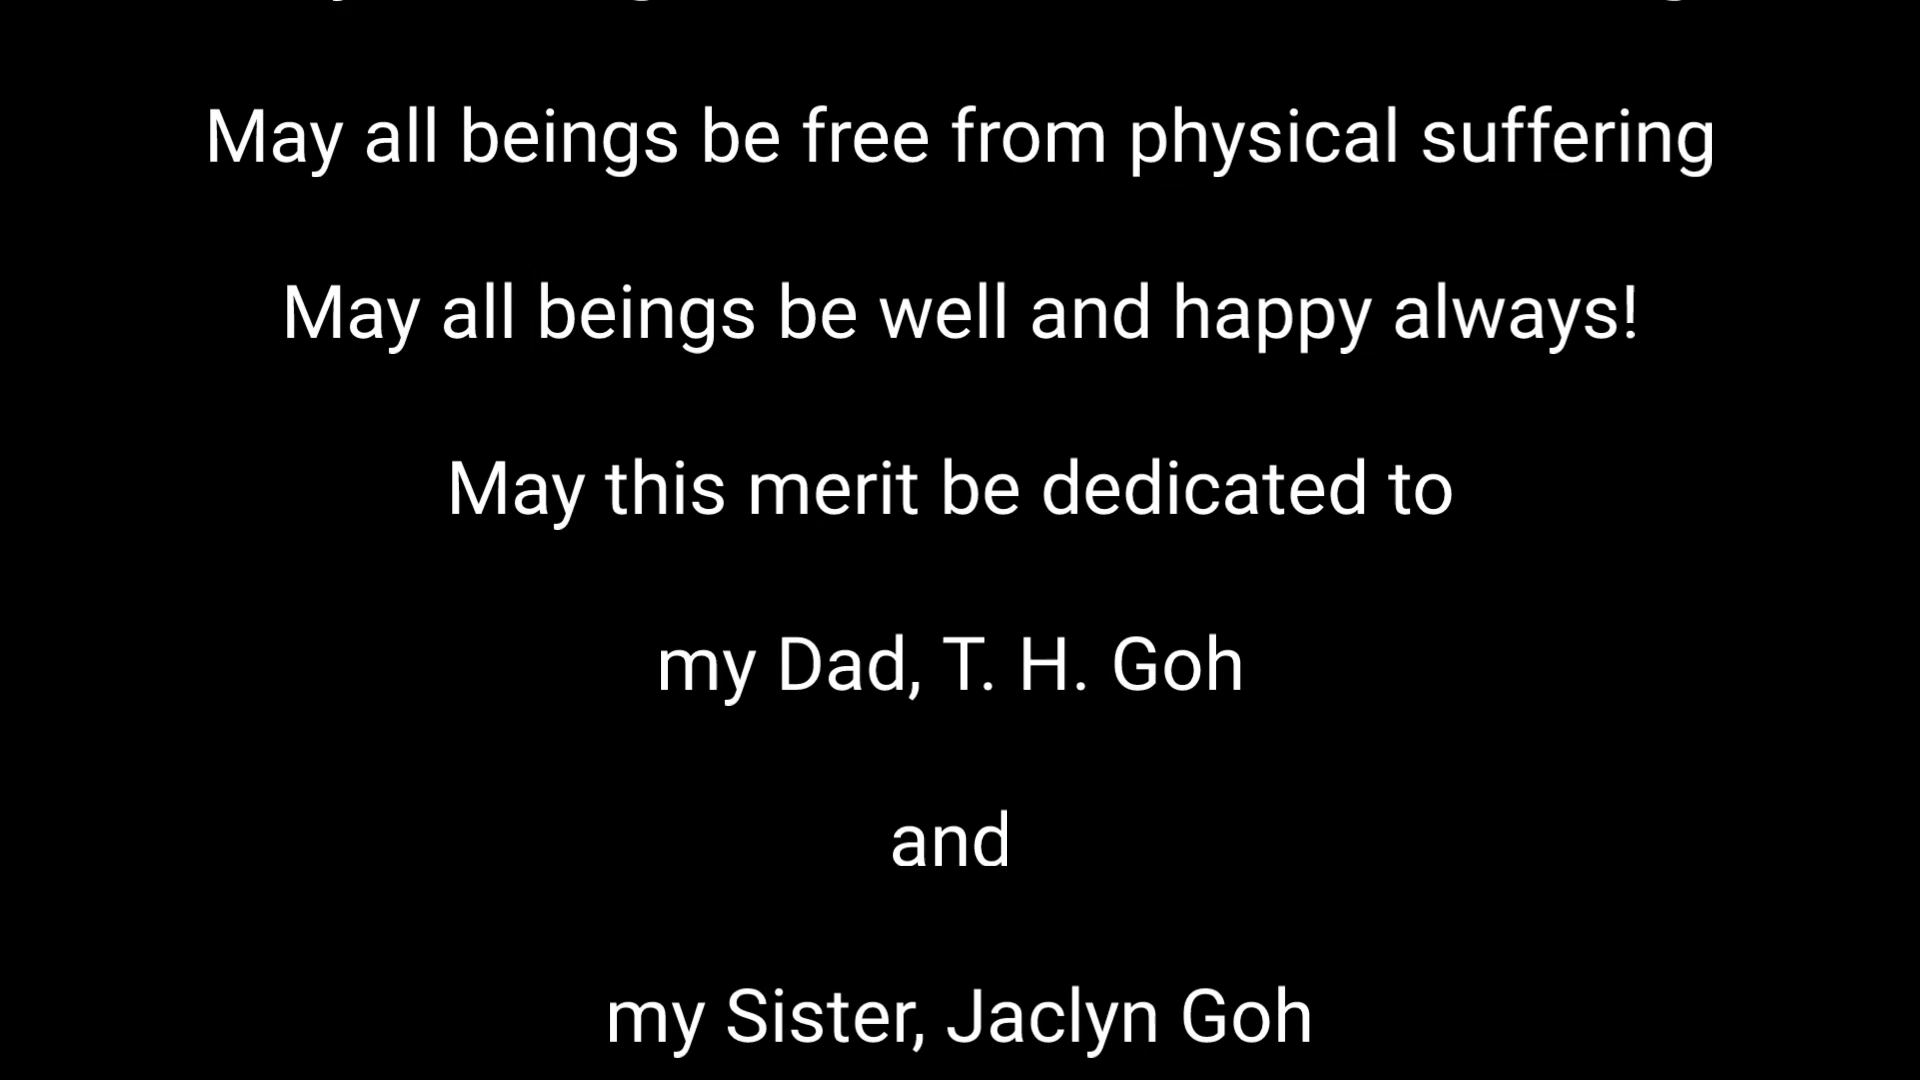 May all beings be free from physical suffering
May all beings be well and happy always!
May this merit be dedicated to
my Dad, T. H. Goh
and
my Sister, Jaclyn Goh